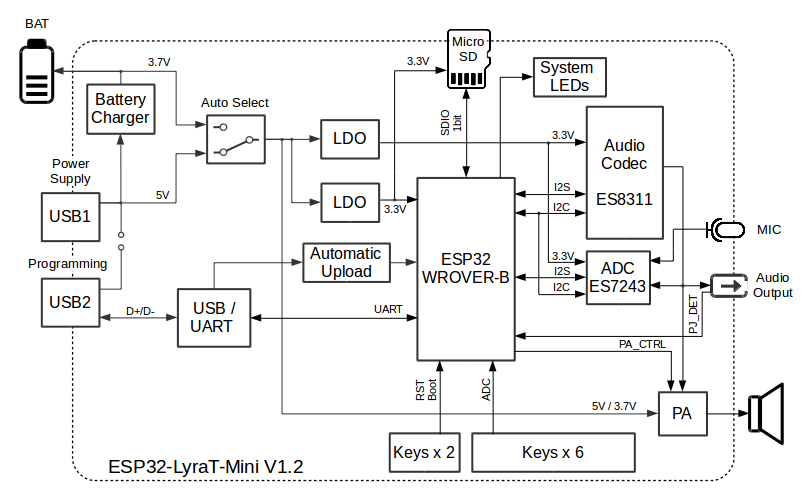 BAT
3.7V
Battery
Charger
Auto Select
Micro
SD
3.3V
System
LEDs
SDIO
1bit
LDO
3.3V
Audio
Codec
ES8311
Power
Supply
5V
USB1
LDO
3.3V
I2S
I2C
MIC
Programming
USB2
Automatic
Upload
ESP32
WROVER-B
3.3V
I2S
I2C
ADC
ES7243
Audio
Output
D+/D-
USB /
UART
UART
PJ_DET
PA_CTRL
RST
Boot
ADC
5V / 3.7V
PA
Keys x 2
Keys x 6
ESP32-LyraT-Mini V1.2